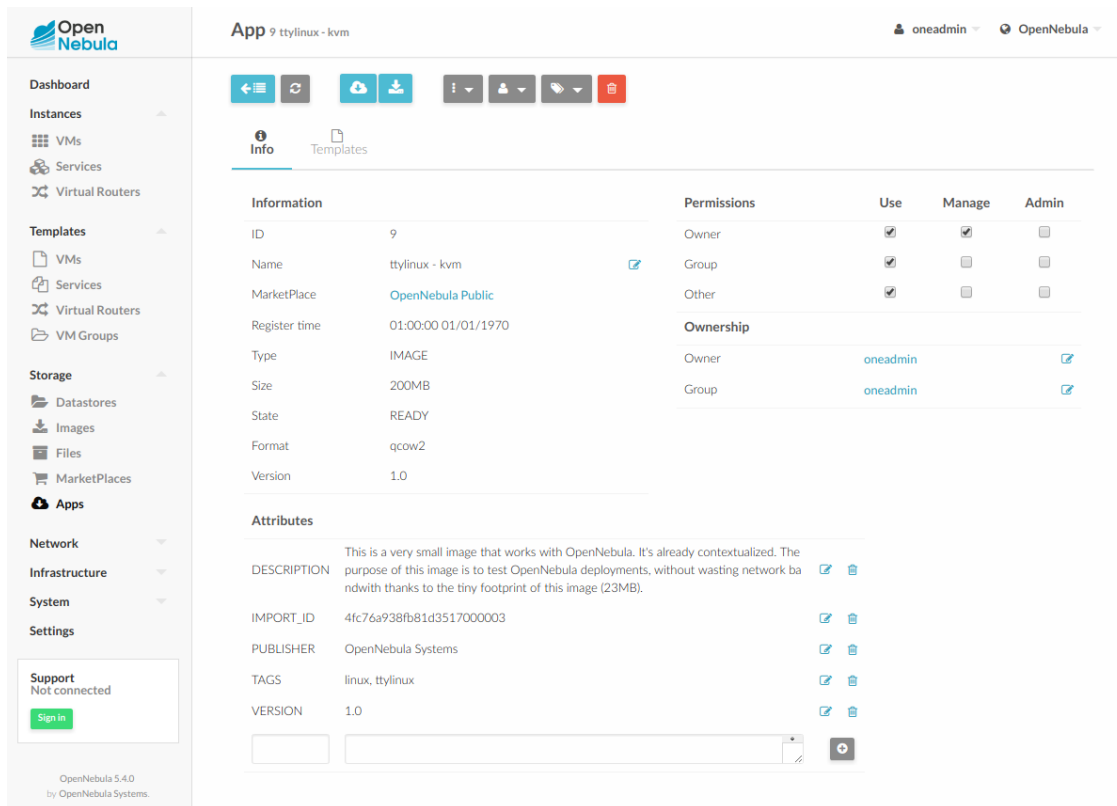 Open
Nebula
App 9 ttylinux - kvm
oneadmin
OpenNebula
Dashboard
Instances
VMs
Services
Virtual Routers
Templates
VMs
Services
Virtual Routers
VM Groups
Storage
Datastores
Images
Files
MarketPlaces
Apps
Network
Infrastructure
System
Settings
Support
Not connected
Sign in
OpenNebula 5.4.0
by OpenNebula Systems.
Info
Templates
Information
ID 9
Name ttylinux - kvm
MarketPlace OpenNebula Public
Register time 01:00:00 01/01/1970
Type IMAGE
Size 200MB
State READY
Format qcow2
Version 1.0
Permissions Use Manage Admin
Owner
Group
Other
Ownership
Owner oneadmin
Group oneadmin
Attributes
DESCRIPTION This is a very small image that works with OpenNebula. It's already contextualized. The
purpose of this image is to test OpenNebula deployments, without wasting network ba
ndwith thanks to the tiny footprint of this image (23MB).
IMPORT_ID 4fc76a938fb81d3517000003
PUBLISHER OpenNebula Systems
TAGS linux, ttylinux
VERSION 1.0